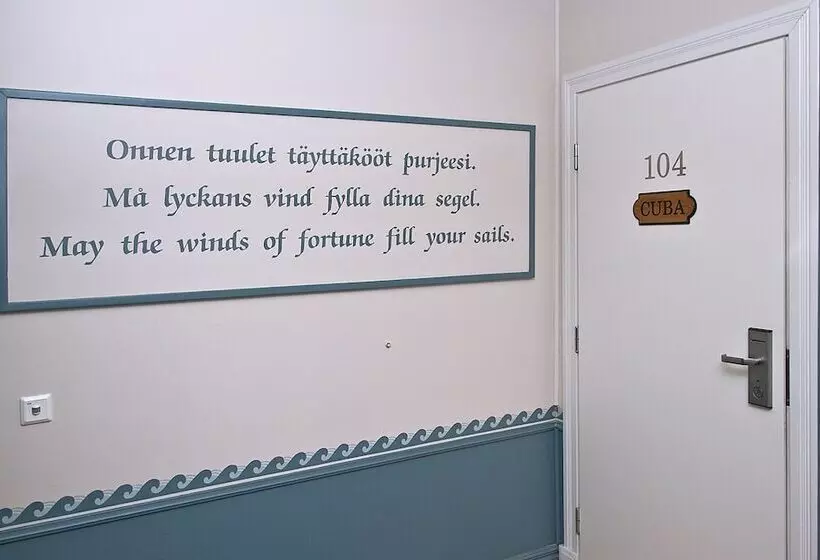 Onnen tuulet täyttäkööt purjeesi.
Må lyckans vind fylla dina segel.
May the winds of fortune fill your sails.
104
CUBA